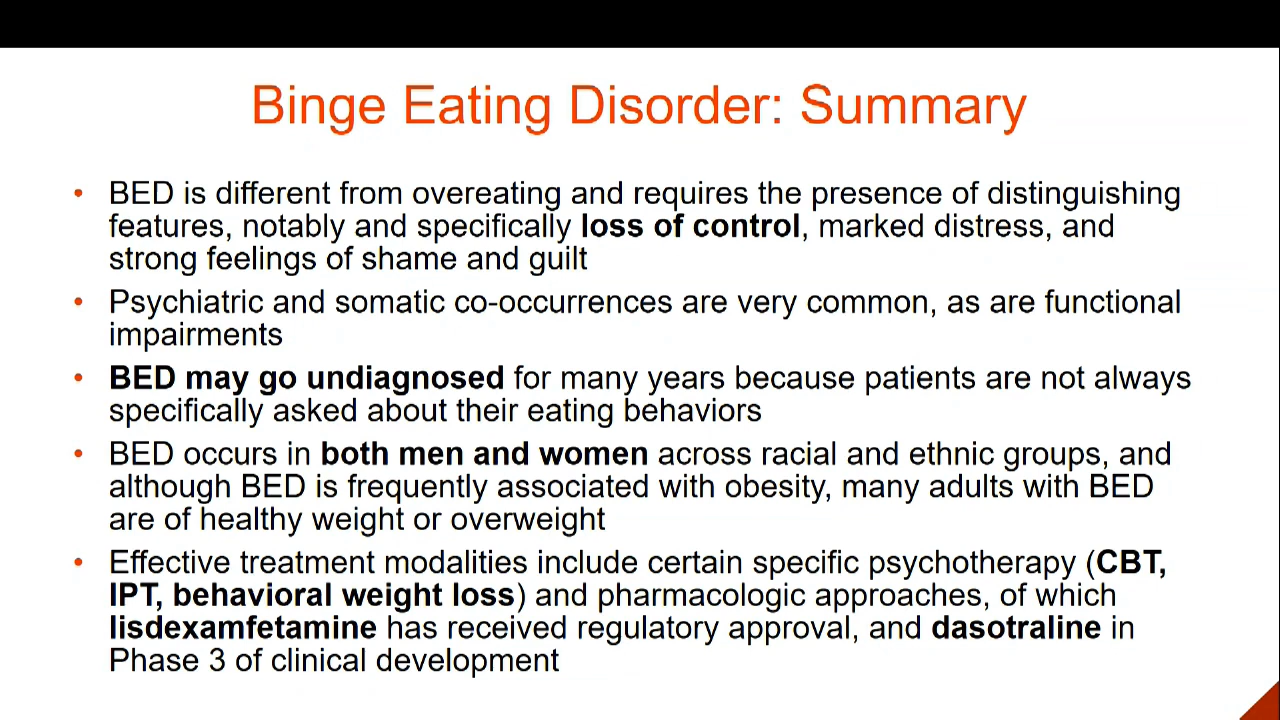 Binge Eating Disorder: Summary
• BED is different from overeating and requires the presence of distinguishing
features, notably and specifically loss of control, marked distress, and
strong feelings of shame and guilt
• Psychiatric and somatic co-occurrences are very common, as are functional
impairments
• BED may go undiagnosed for many years because patients are not always
specifically asked about their eating behaviors
• BED occurs in both men and women across racial and ethnic groups, and
although BED is frequently associated with obesity, many adults with BED
are of healthy weight or overweight
• Effective treatment modalities include certain specific psychotherapy (CBT,
IPT, behavioral weight loss) and pharmacologic approaches, of which
lisdexamfetamine has received regulatory approval, and dasotraline in
Phase 3 of clinical development